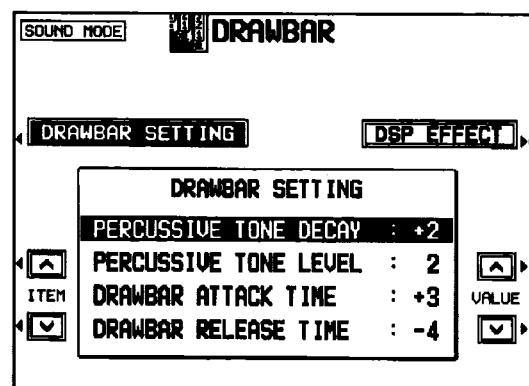 SOUND MODE DRAWBAR
DRAWBAR SETTING DSP EFFECT
DRAWBAR SETTING
PERCUSSIVE TONE DECAY : +2
PERCUSSIVE TONE LEVEL : 2
DRAWBAR ATTACK TIME : +3
DRAWBAR RELEASE TIME : -4
ITEM VALUE